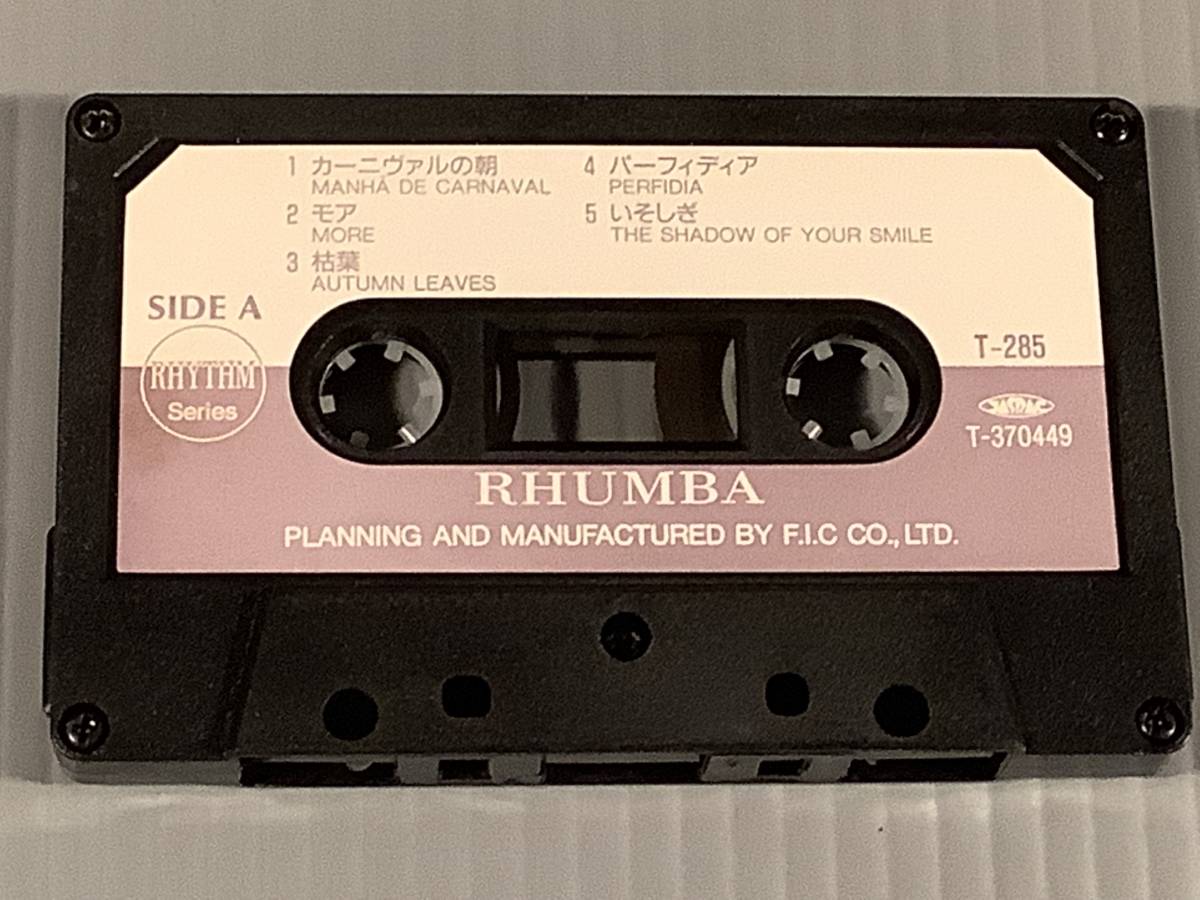 1 カーニヴァルの朝
MANHÃ DE CARNAVAL
2 モア
MORE
3 枯葉
AUTUMN LEAVES
4 パーフィディア
PERFIDIA
5 いそしぎ
THE SHADOW OF YOUR SMILE
SIDE A
RHYTHM
Series
T-285
JASRAC
T-370449
RHUMBA
PLANNING AND MANUFACTURED BY F.I.C CO., LTD.